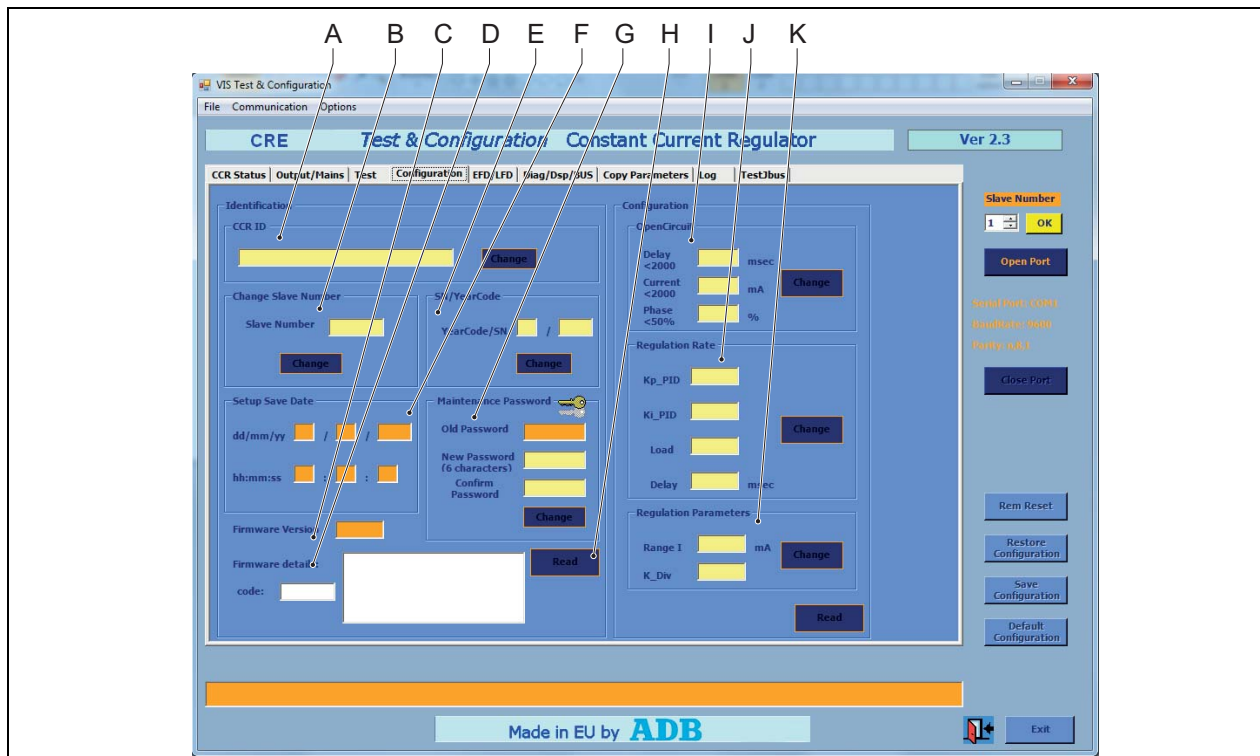 A B C D E F G H I J K
VIS Test & Configuration
File Communication Options
CRE Test & Configuration Constant Current Regulator Ver 2.3
CCR Status Output/Mains Test Configuration EFD/LFD Diag/Dsp/BUS Copy Parameters Log TestJbus
Identification
CCR ID
Change
Change Slave Number
Slave Number
Change
SN/YearCode
YearCode/SN /
Change
Setup Save Date
dd/mm/yy / /
hh:mm:ss : :
Maintenance Password
Old Password
New Password
(6 characters)
Confirm
Password
Change
Firmware Version
Firmware details:
code:
Read
Configuration
OpenCircuit
Delay
<2000 msec
Current
<2000 mA
Phase
<50% %
Change
Regulation Rate
Kp_PID
Ki_PID
Load
Delay msec
Change
Regulation Parameters
Range I mA
K_Div
Change
Read
Slave Number
1 OK
Open Port
Serial Port: COM1
Baudrate: 9600
Parity: n,8,1
Close Port
Rem Reset
Restore
Configuration
Save
Configuration
Default
Configuration
Made in EU by ADB
Exit